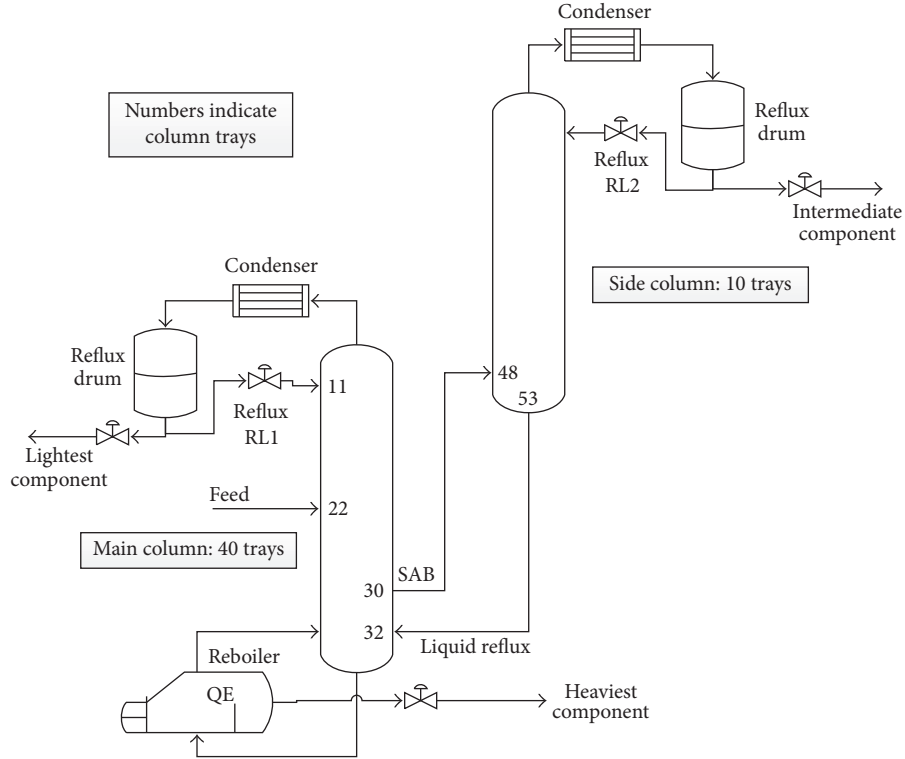 Condenser
Numbers indicate
column trays
Reflux
drum
Reflux
RL2
Intermediate
component
Condenser
Side column: 10 trays
Reflux
drum
48
11
53
Reflux
RL1
Lightest
component
Feed
22
Main column: 40 trays
SAB
30
32
Liquid reflux
Reboiler
QE
Heaviest
component